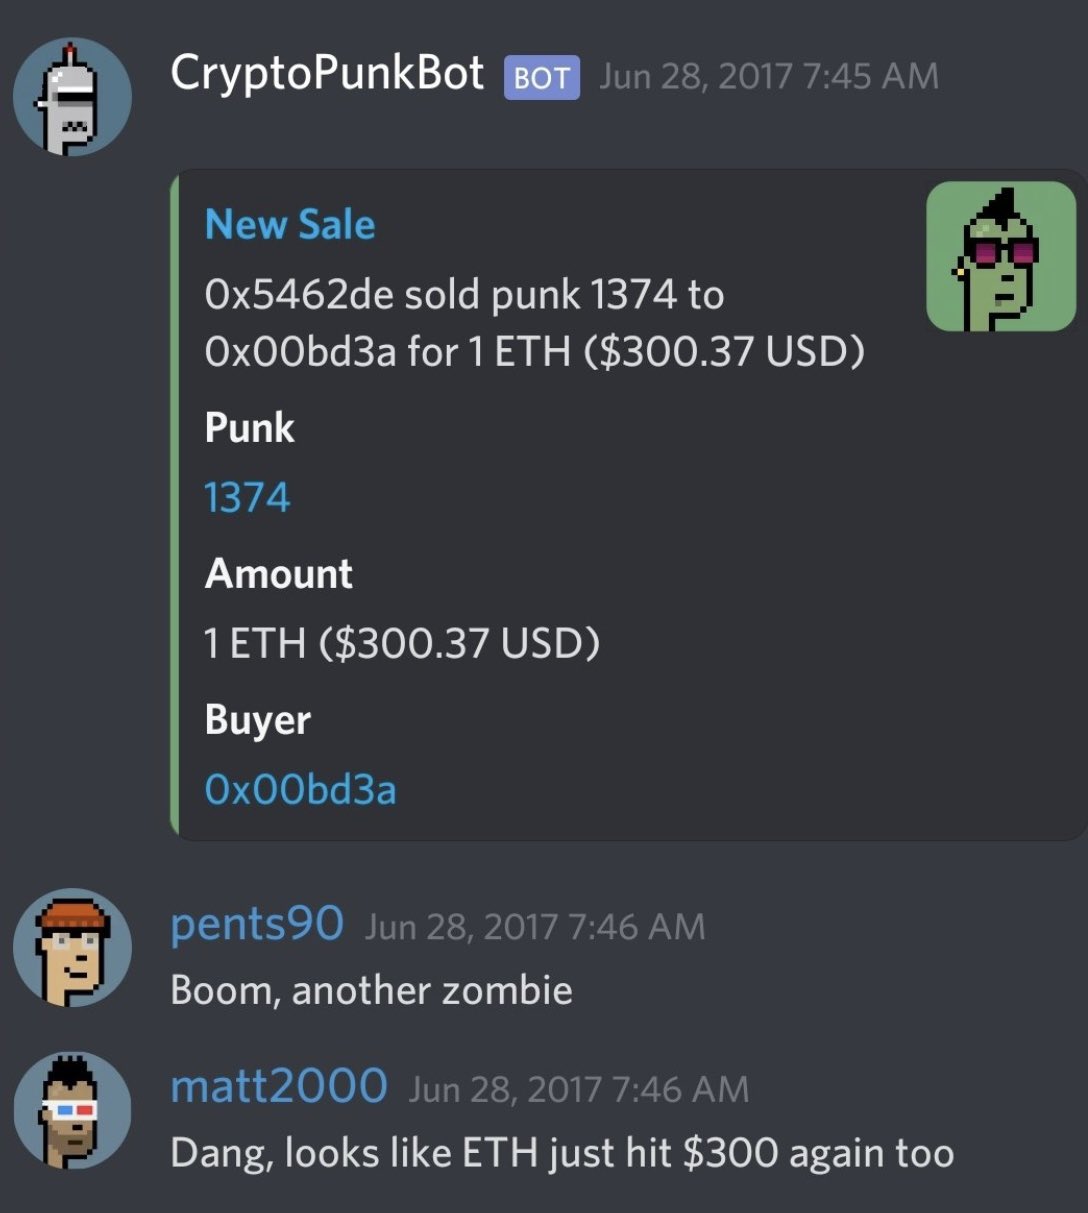 CryptoPunkBot BOT Jun 28, 2017 7:45 AM
New Sale
0x5462de sold punk 1374 to
0x00bd3a for 1 ETH ($300.37 USD)
Punk
1374
Amount
1 ETH ($300.37 USD)
Buyer
0x00bd3a
pents90 Jun 28, 2017 7:46 AM
Boom, another zombie
matt2000 Jun 28, 2017 7:46 AM
Dang, looks like ETH just hit $300 again too